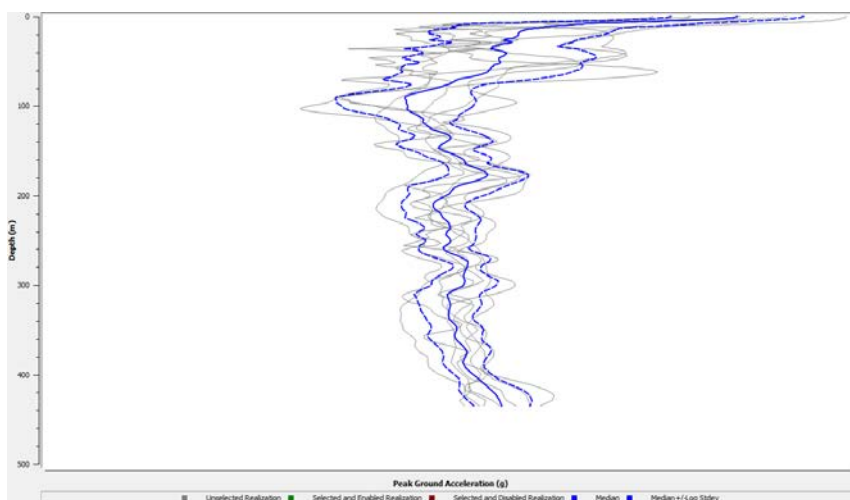 0
100
200
300
400
500
Depth (m)
Peak Ground Acceleration (g)
Unselected Realization Selected and Enabled Realization Selected and Disabled Realization Median Median +/-Log Stdev